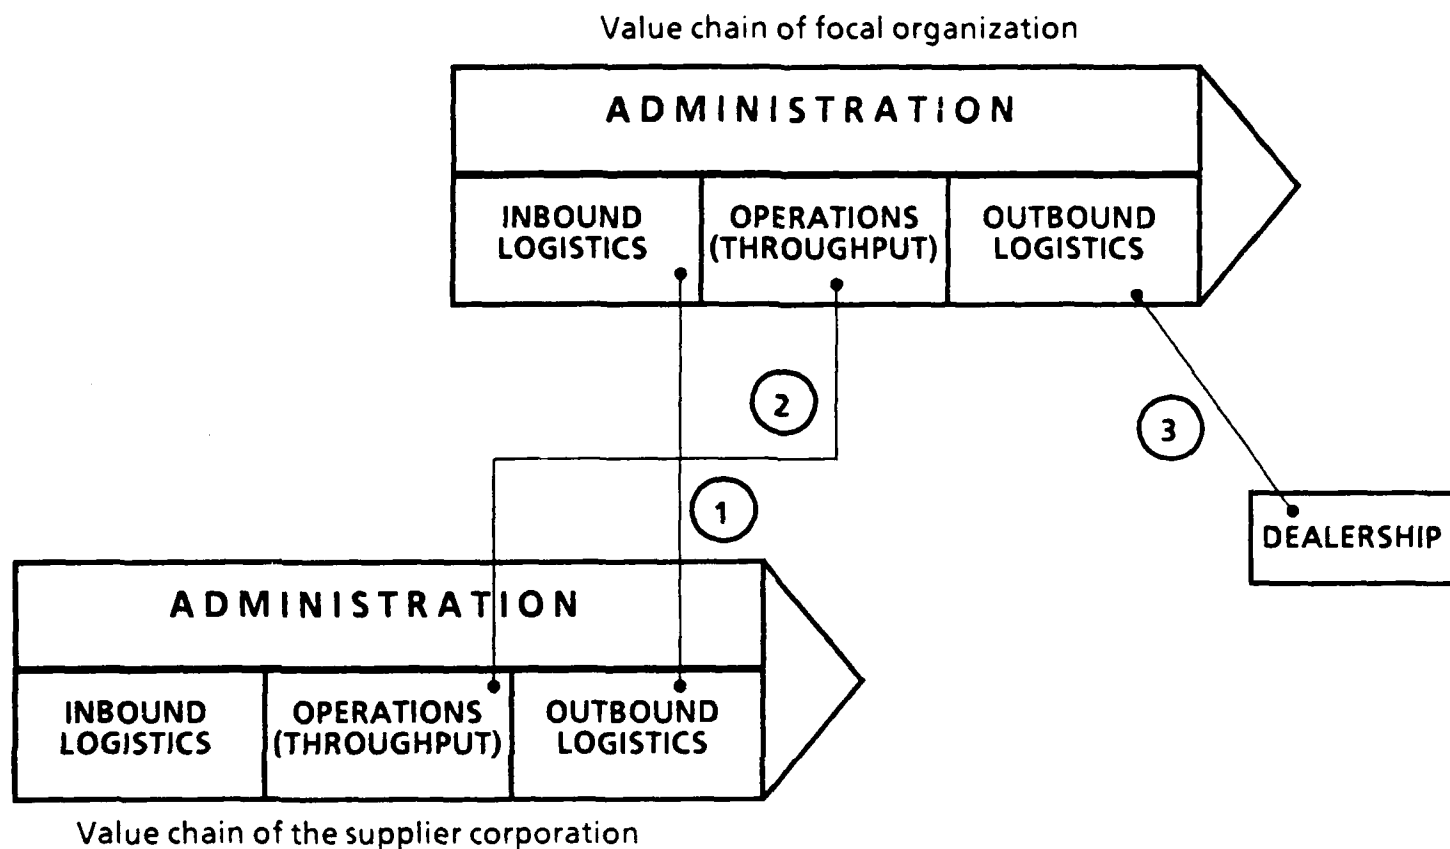 Value chain of focal organization
ADMINISTRATION
INBOUND
LOGISTICS
OPERATIONS
(THROUGHPUT)
OUTBOUND
LOGISTICS
2
3
1
DEALERSHIP
ADMINISTRATION
INBOUND
LOGISTICS
OPERATIONS
(THROUGHPUT)
OUTBOUND
LOGISTICS
Value chain of the supplier corporation